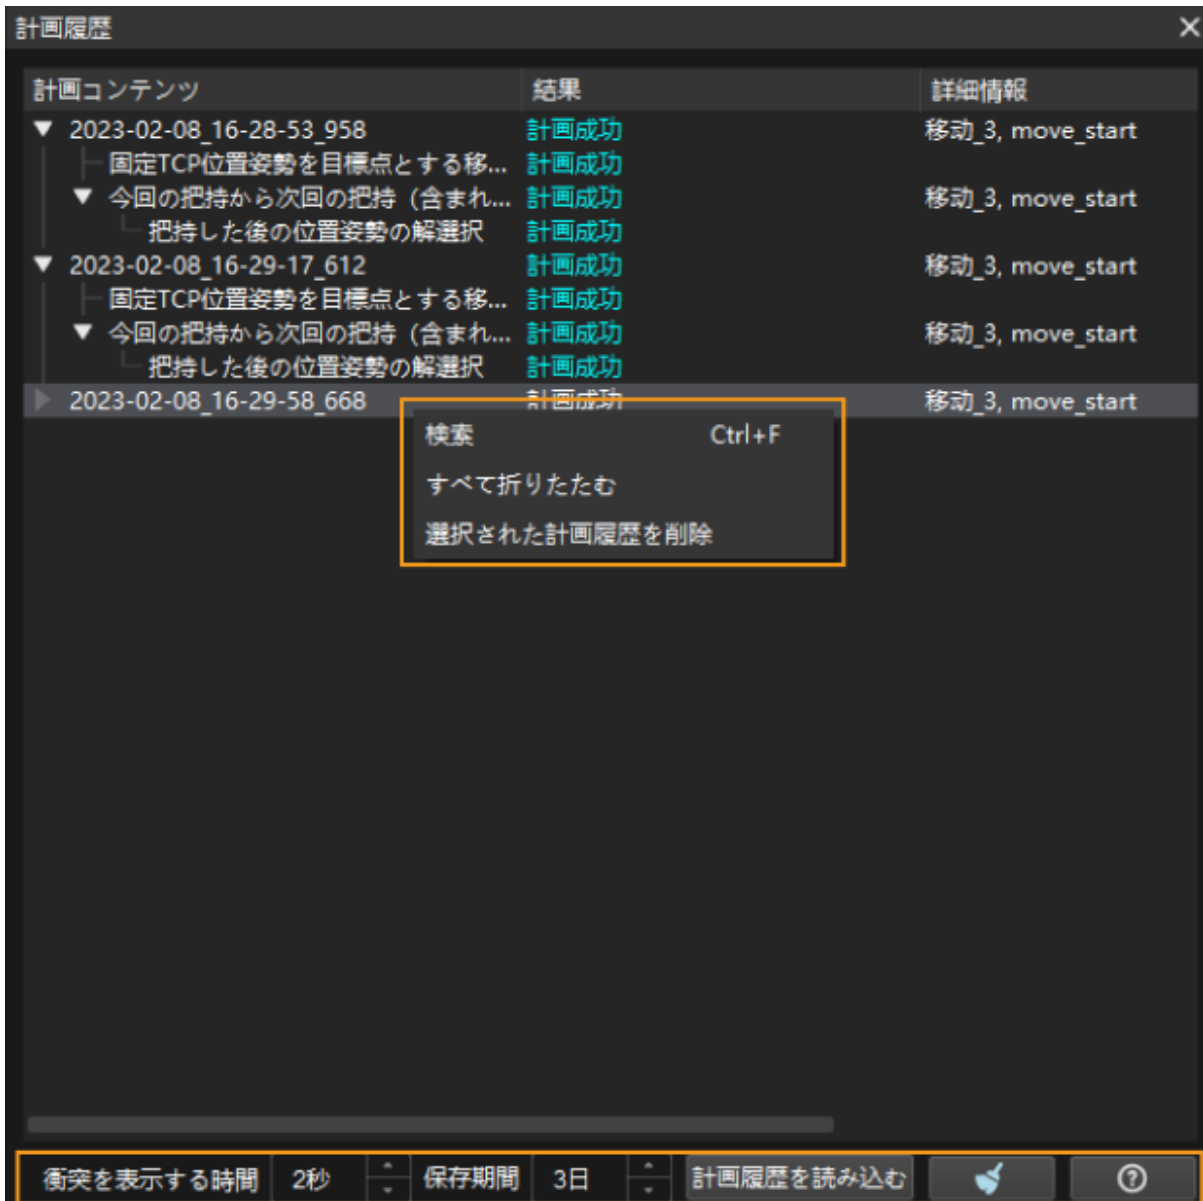 計画履歴
計画コンテンツ 結果 詳細情報
2023-02-08_16-28-53_958 計画成功 移动_3, move_start
固定TCP位置姿勢を目標点とする移... 計画成功
今回の把持から次回の把持（含まれ... 計画成功 移动_3, move_start
把持した後の位置姿勢の解選択 計画成功
2023-02-08_16-29-17_612 計画成功 移动_3, move_start
固定TCP位置姿勢を目標点とする移... 計画成功
今回の把持から次回の把持（含まれ... 計画成功 移动_3, move_start
把持した後の位置姿勢の解選択 計画成功
2023-02-08_16-29-58_668 計画成功 移动_3, move_start
検索 Ctrl+F
すべて折りたたむ
選択された計画履歴を削除
衝突を表示する時間 2秒 保存期間 3日 計画履歴を読み込む